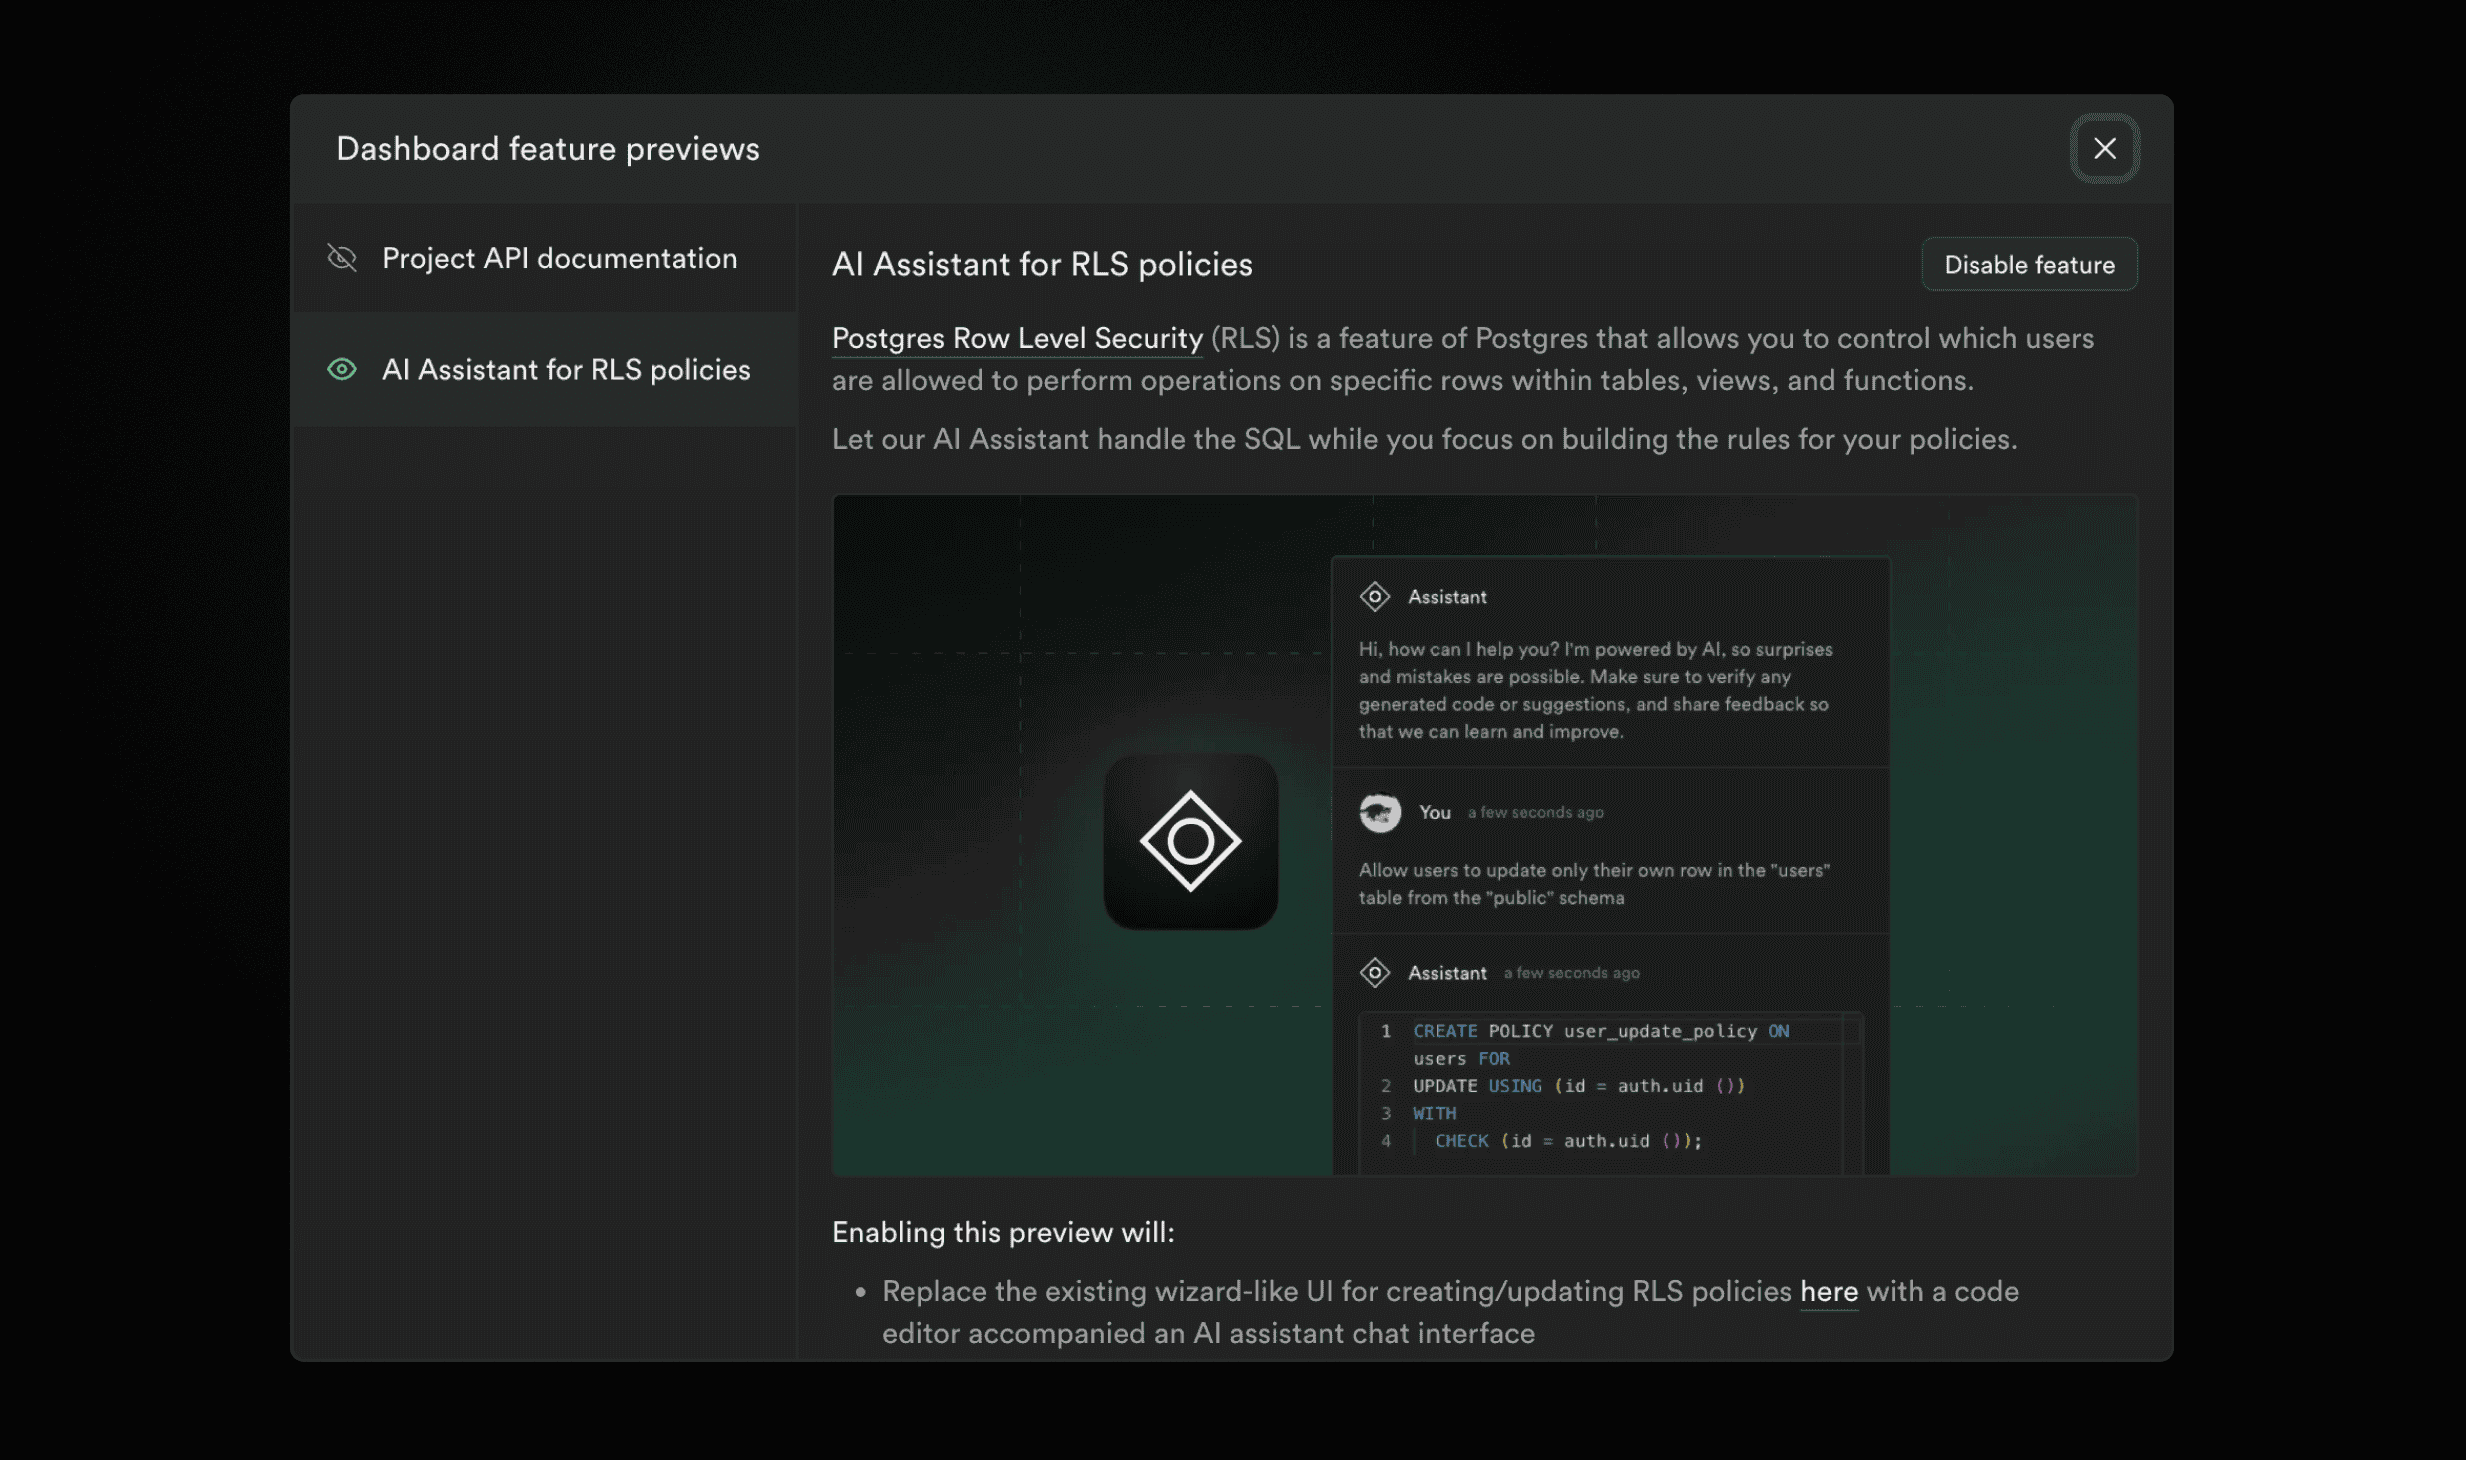 Dashboard feature previews
Project API documentation
AI Assistant for RLS policies
AI Assistant for RLS policies
Disable feature
Postgres Row Level Security (RLS) is a feature of Postgres that allows you to control which users
are allowed to perform operations on specific rows within tables, views, and functions.
Let our AI Assistant handle the SQL while you focus on building the rules for your policies.
Assistant
Hi, how can I help you? I'm powered by AI, so surprises
and mistakes are possible. Make sure to verify any
generated code or suggestions, and share feedback so
that we can learn and improve.
You a few seconds ago
Allow users to update only their own row in the "users"
table from the "public" schema
Assistant a few seconds ago
1 CREATE POLICY user_update_policy ON
users FOR
2 UPDATE USING (id = auth.uid ())
3 WITH
4 CHECK (id = auth.uid ());
Enabling this preview will:
• Replace the existing wizard-like UI for creating/updating RLS policies here with a code
editor accompanied an AI assistant chat interface